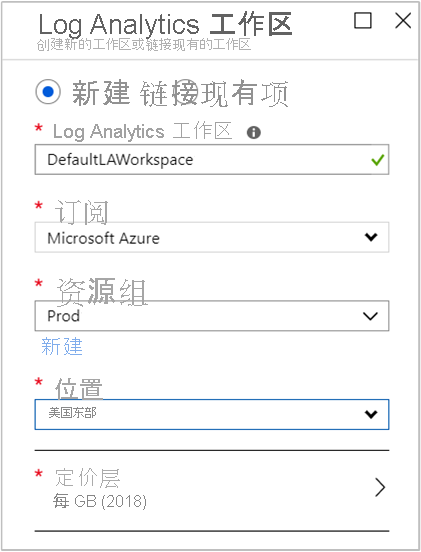 Log Analytics 工作区
创建新的工作区或链接现有的工作区
新建 链接现有项
* Log Analytics 工作区
DefaultLAWorkspace
* 订阅
Microsoft Azure
* 资源组
Prod
新建
* 位置
美国东部
* 定价层
每 GB (2018)